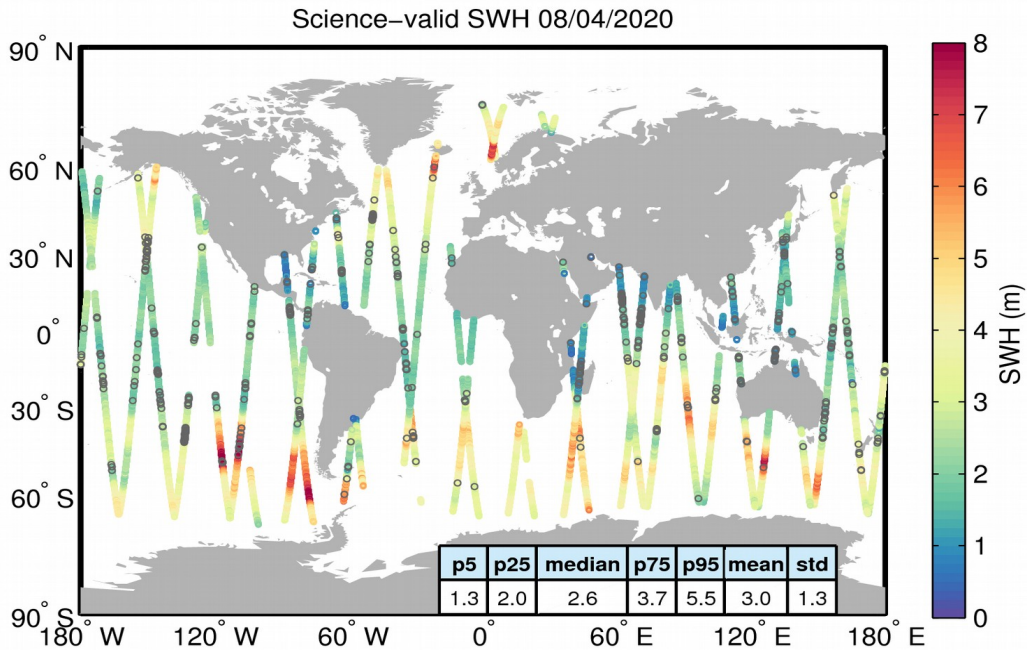 Science−valid SWH 08/04/2020
90° N
60° N
30° N
0°
30° S
60° S
90° S
180° W
120° W
60° W
0°
60° E
120° E
180° E
8
7
6
5
4
3
2
1
0
SWH (m)
p5 p25 median p75 p95 mean std
1.3 2.0 2.6 3.7 5.5 3.0 1.3